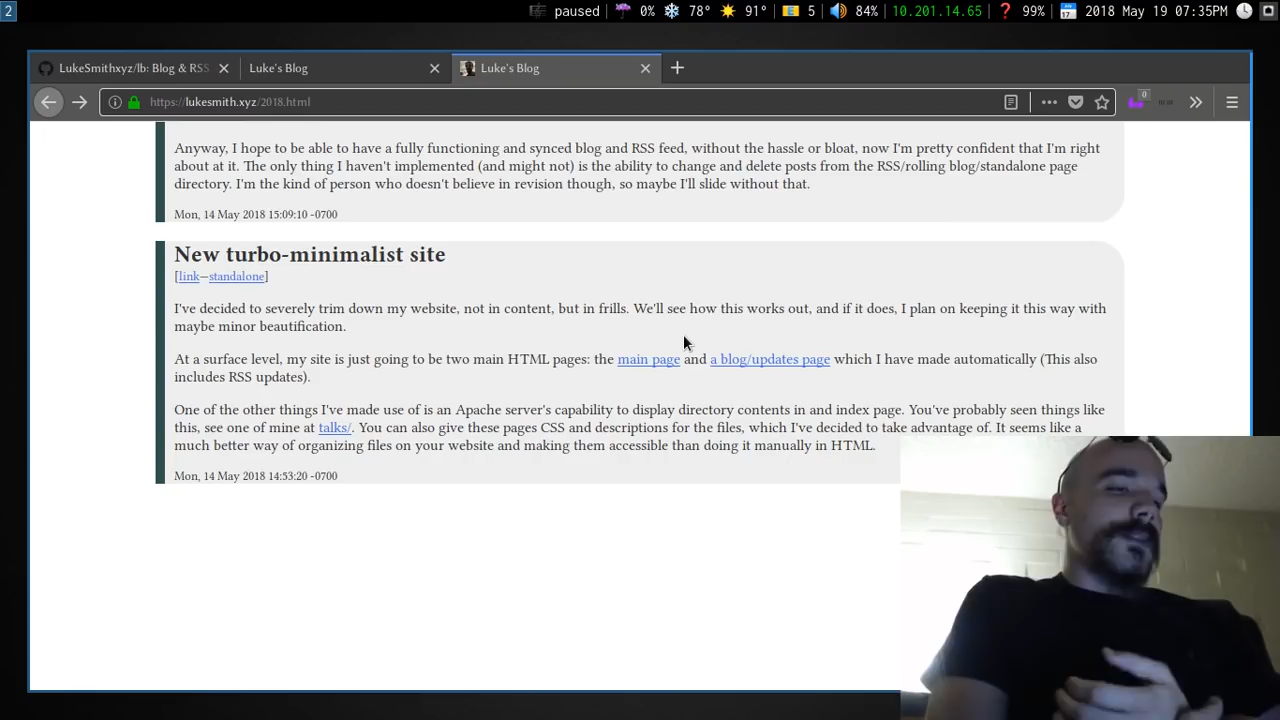 2 paused 0% 78° 91° 5 84% 10.201.14.65 99% 2018 May 19 07:35PM
LukeSmithxyz/lb: Blog & RSS Luke's Blog Luke's Blog
https://lukesmith.xyz/2018.html 0
Anyway, I hope to be able to have a fully functioning and synced blog and RSS feed, without the hassle or bloat, now I'm pretty confident that I'm right
about at it. The only thing I haven't implemented (and might not) is the ability to change and delete posts from the RSS/rolling blog/standalone page
directory. I'm the kind of person who doesn't believe in revision though, so maybe I'll slide without that.
Mon, 14 May 2018 15:09:10 -0700
New turbo-minimalist site
[link—standalone]
I've decided to severely trim down my website, not in content, but in frills. We'll see how this works out, and if it does, I plan on keeping it this way with
maybe minor beautification.
At a surface level, my site is just going to be two main HTML pages: the main page and a blog/updates page which I have made automatically (This also
includes RSS updates).
One of the other things I've made use of is an Apache server's capability to display directory contents in and index page. You've probably seen things like
this, see one of mine at talks/. You can also give these pages CSS and descriptions for the files, which I've decided to take advantage of. It seems like a
much better way of organizing files on your website and making them accessible than doing it manually in HTML.
Mon, 14 May 2018 14:53:20 -0700